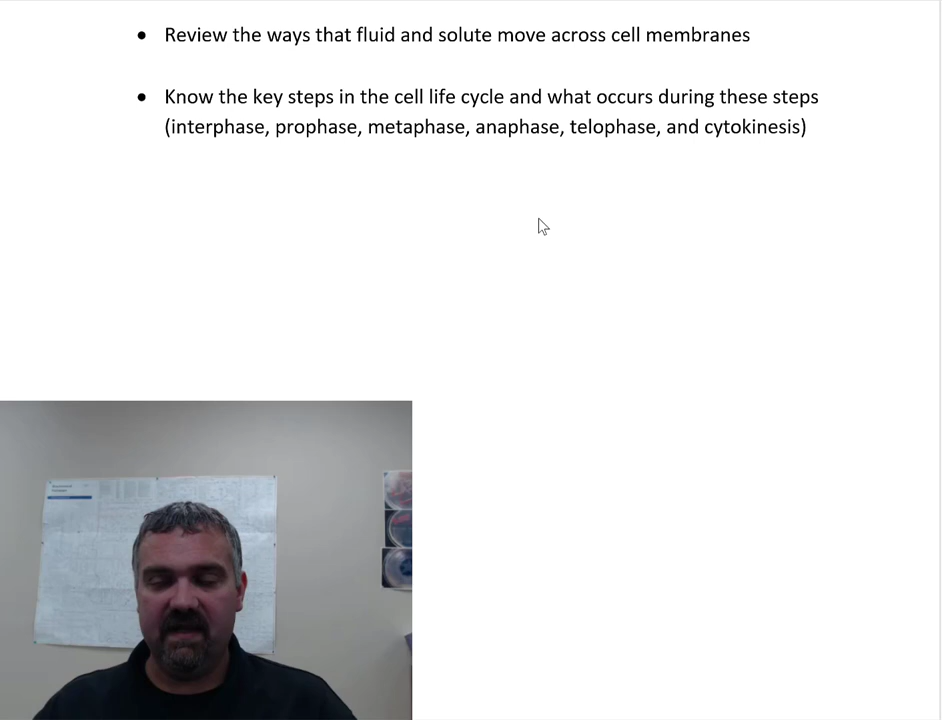 • Review the ways that fluid and solute move across cell membranes
• Know the key steps in the cell life cycle and what occurs during these steps
(interphase, prophase, metaphase, anaphase, telophase, and cytokinesis)